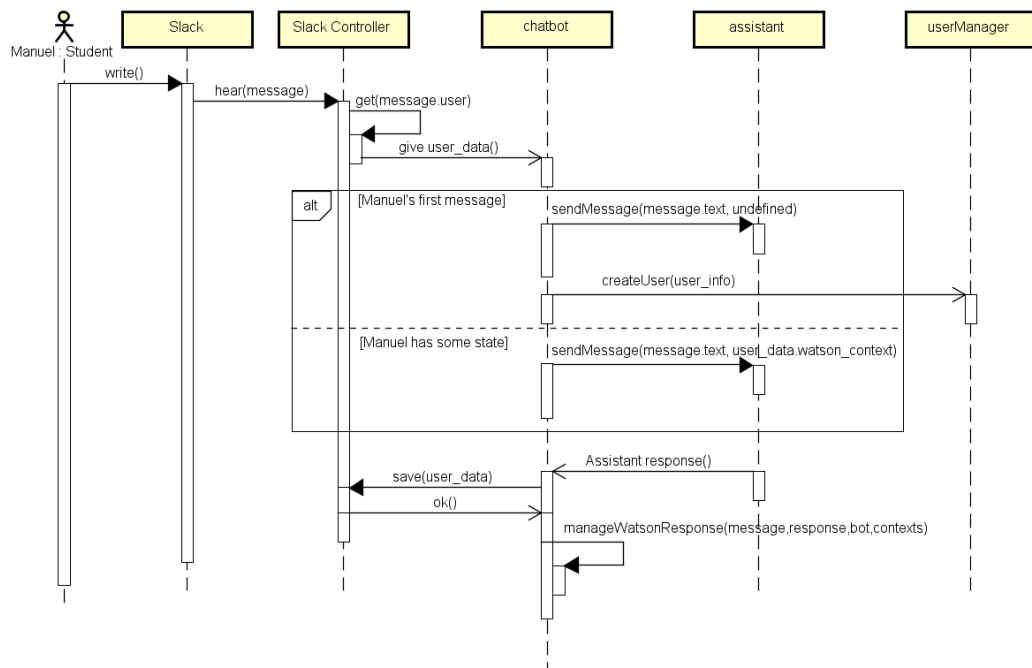 Manuel : Student
Slack
Slack Controller
chatbot
assistant
userManager
write()
hear(message)
get(message.user)
give user_data()
alt
[Manuel's first message]
sendMessage(message.text, undefined)
createUser(user_info)
[Manuel has some state]
sendMessage(message.text, user_data.watson_context)
Assistant response()
save(user_data)
ok()
manageWatsonResponse(message,response,bot,contexts)